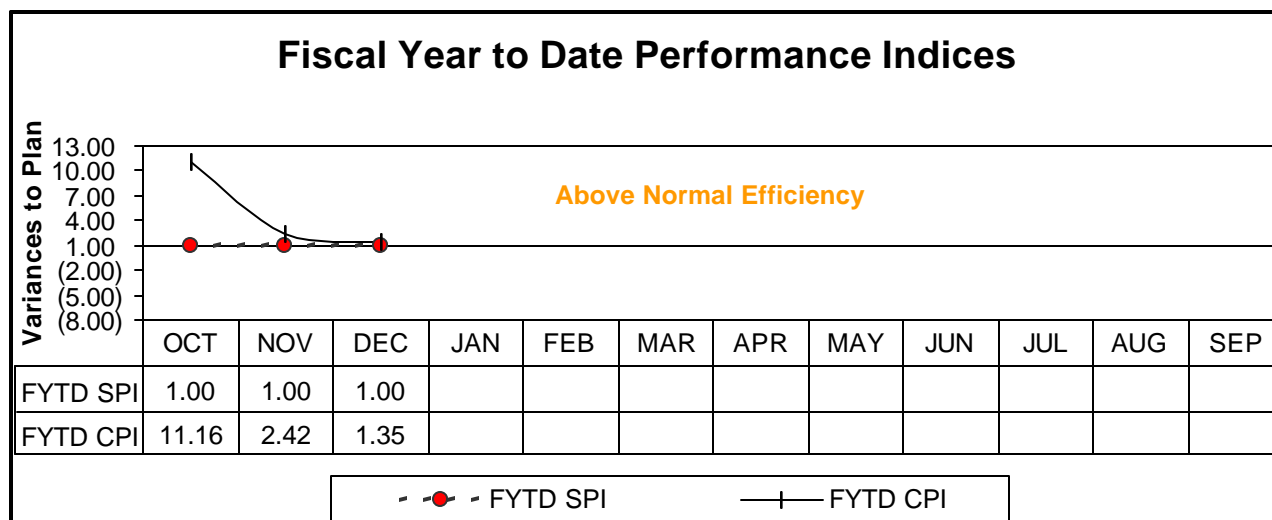 Fiscal Year to Date Performance Indices
Variances to Plan
13.00
10.00
7.00
4.00
1.00
(2.00)
(5.00)
(8.00)
Above Normal Efficiency
OCT NOV DEC JAN FEB MAR APR MAY JUN JUL AUG SEP
FYTD SPI 1.00 1.00 1.00
FYTD CPI 11.16 2.42 1.35
FYTD SPI FYTD CPI